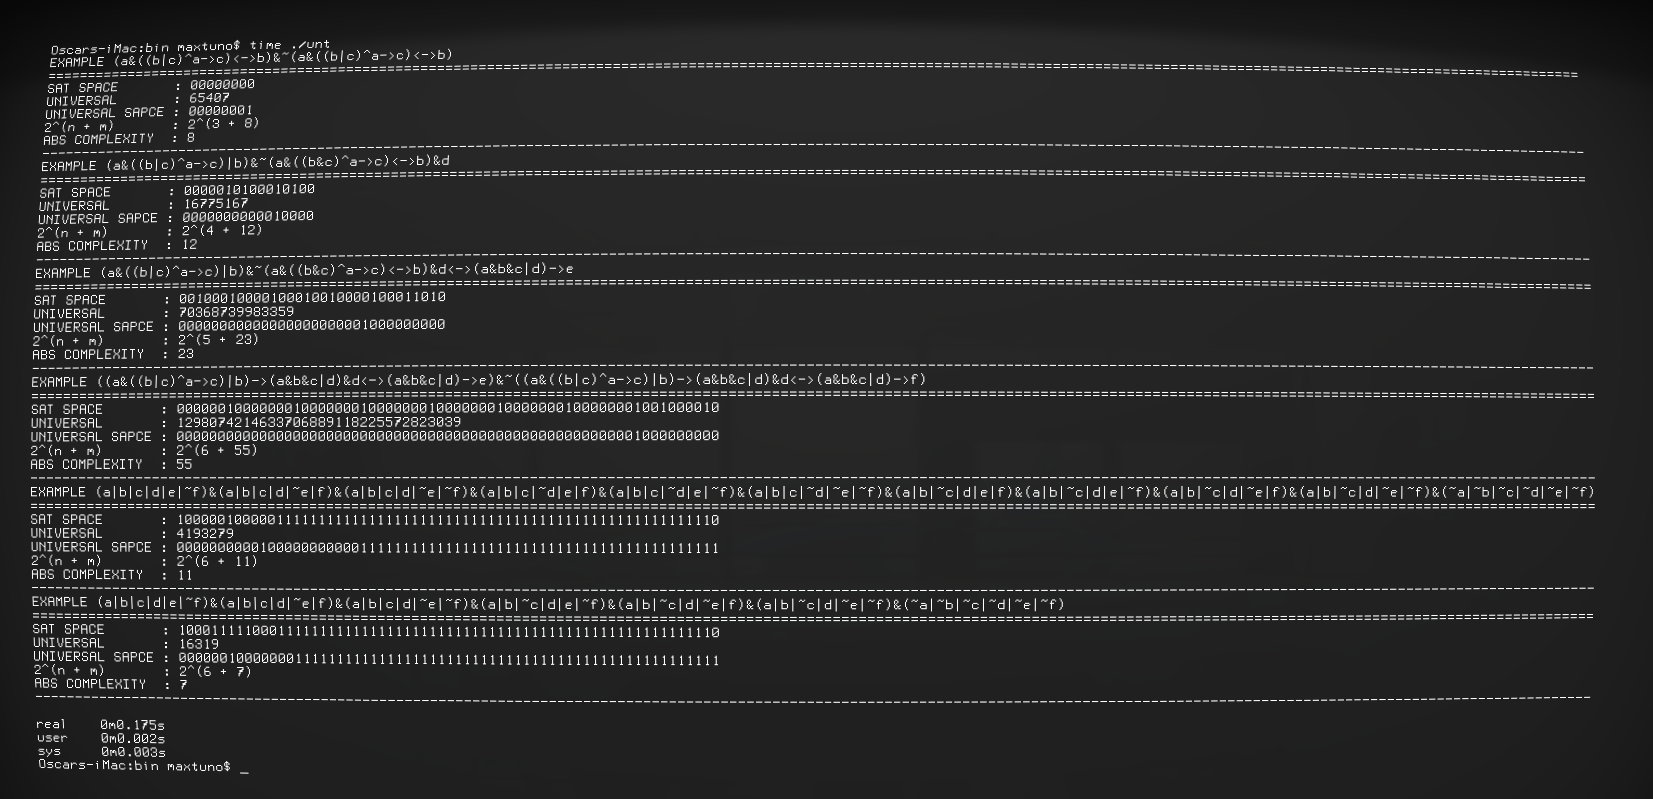 Oscars-iMac:bin maxtuno$ time ./unt
EXAMPLE (a&((b|c)^a->c)<->b)&~(a&((b|c)^a->c)<->b)
SAT SPACE : 00000000
UNIVERSAL : 65407
UNIVERSAL SAPCE : 00000001
2^(n + m) : 2^(3 + 8)
ABS COMPLEXITY : 8
EXAMPLE (a&((b|c)^a->c)|b)&~(a&((b&c)^a->c)<->b)&d
SAT SPACE : 0000010100010100
UNIVERSAL : 16775167
UNIVERSAL SAPCE : 0000000000010000
2^(n + m) : 2^(4 + 12)
ABS COMPLEXITY : 12
EXAMPLE (a&((b|c)^a->c)|b)&~(a&((b&c)^a->c)<->b)&d<->(a&b&c|d)->e
SAT SPACE : 00100010000100010010000100011010
UNIVERSAL : 70368739983359
UNIVERSAL SAPCE : 00000000000000000000001000000000
2^(n + m) : 2^(5 + 23)
ABS COMPLEXITY : 23
EXAMPLE ((a&((b|c)^a->c)|b)->(a&b&c|d)&d<->(a&b&c|d)->e)&~((a&((b|c)^a->c)|b)->(a&b&c|d)&d<->(a&b&c|d)->f)
SAT SPACE : 0000001000000010000000100000001000000010000000100000001001000010
UNIVERSAL : 1298074214633706889118225572823039
UNIVERSAL SAPCE : 0000000000000000000000000000000000000000000000000000001000000000
2^(n + m) : 2^(6 + 55)
ABS COMPLEXITY : 55
EXAMPLE (a|b|c|d|e|~f)&(a|b|c|d|~e|f)&(a|b|c|d|~e|~f)&(a|b|c|~d|e|f)&(a|b|c|~d|e|~f)&(a|b|c|~d|~e|~f)&(a|b|~c|d|e|f)&(a|b|~c|d|e|~f)&(a|b|~c|d|~e|f)&(a|b|~c|d|~e|~f)&(~a|~b|~c|~d|~e|~f)
SAT SPACE : 1000001000001111111111111111111111111111111111111111111111111110
UNIVERSAL : 4193279
UNIVERSAL SAPCE : 0000000000100000000000111111111111111111111111111111111111111111
2^(n + m) : 2^(6 + 11)
ABS COMPLEXITY : 11
EXAMPLE (a|b|c|d|e|~f)&(a|b|c|d|~e|f)&(a|b|c|d|~e|~f)&(a|b|~c|d|e|~f)&(a|b|~c|d|~e|f)&(a|b|~c|d|~e|~f)&(~a|~b|~c|~d|~e|~f)
SAT SPACE : 1000111110001111111111111111111111111111111111111111111111111110
UNIVERSAL : 16319
UNIVERSAL SAPCE : 0000001000000011111111111111111111111111111111111111111111111111
2^(n + m) : 2^(6 + 7)
ABS COMPLEXITY : 7
real 0m0.175s
user 0m0.002s
sys 0m0.003s
Oscars-iMac:bin maxtuno$ _